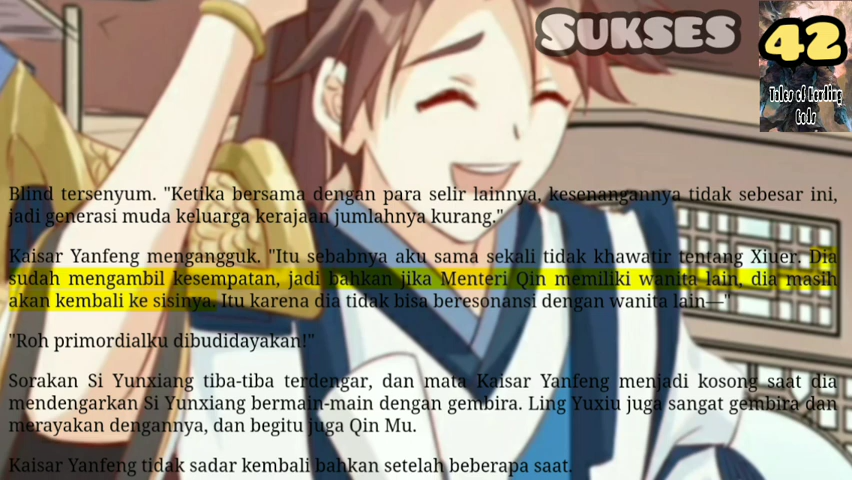 SUKSES
42
Tales of Herding
Gods
Blind tersenyum. "Ketika bersama dengan para selir lainnya, kesenangannya tidak sebesar ini,
jadi generasi muda keluarga kerajaan jumlahnya kurang."
Kaisar Yanfeng mengangguk. "Itu sebabnya aku sama sekali tidak khawatir tentang Xiuer. Dia
sudah mengambil kesempatan, jadi bahkan jika Menteri Qin memiliki wanita lain, dia masih
akan kembali ke sisinya. Itu karena dia tidak bisa beresonansi dengan wanita lain—"
"Roh primordialku dibudidayakan!"
Sorakan Si Yunxiang tiba-tiba terdengar, dan mata Kaisar Yanfeng menjadi kosong saat dia
mendengarkan Si Yunxiang bermain-main dengan gembira. Ling Yuxiu juga sangat gembira dan
merayakan dengannya, dan begitu juga Qin Mu.
Kaisar Yanfeng tidak sadar kembali bahkan setelah beberapa saat.